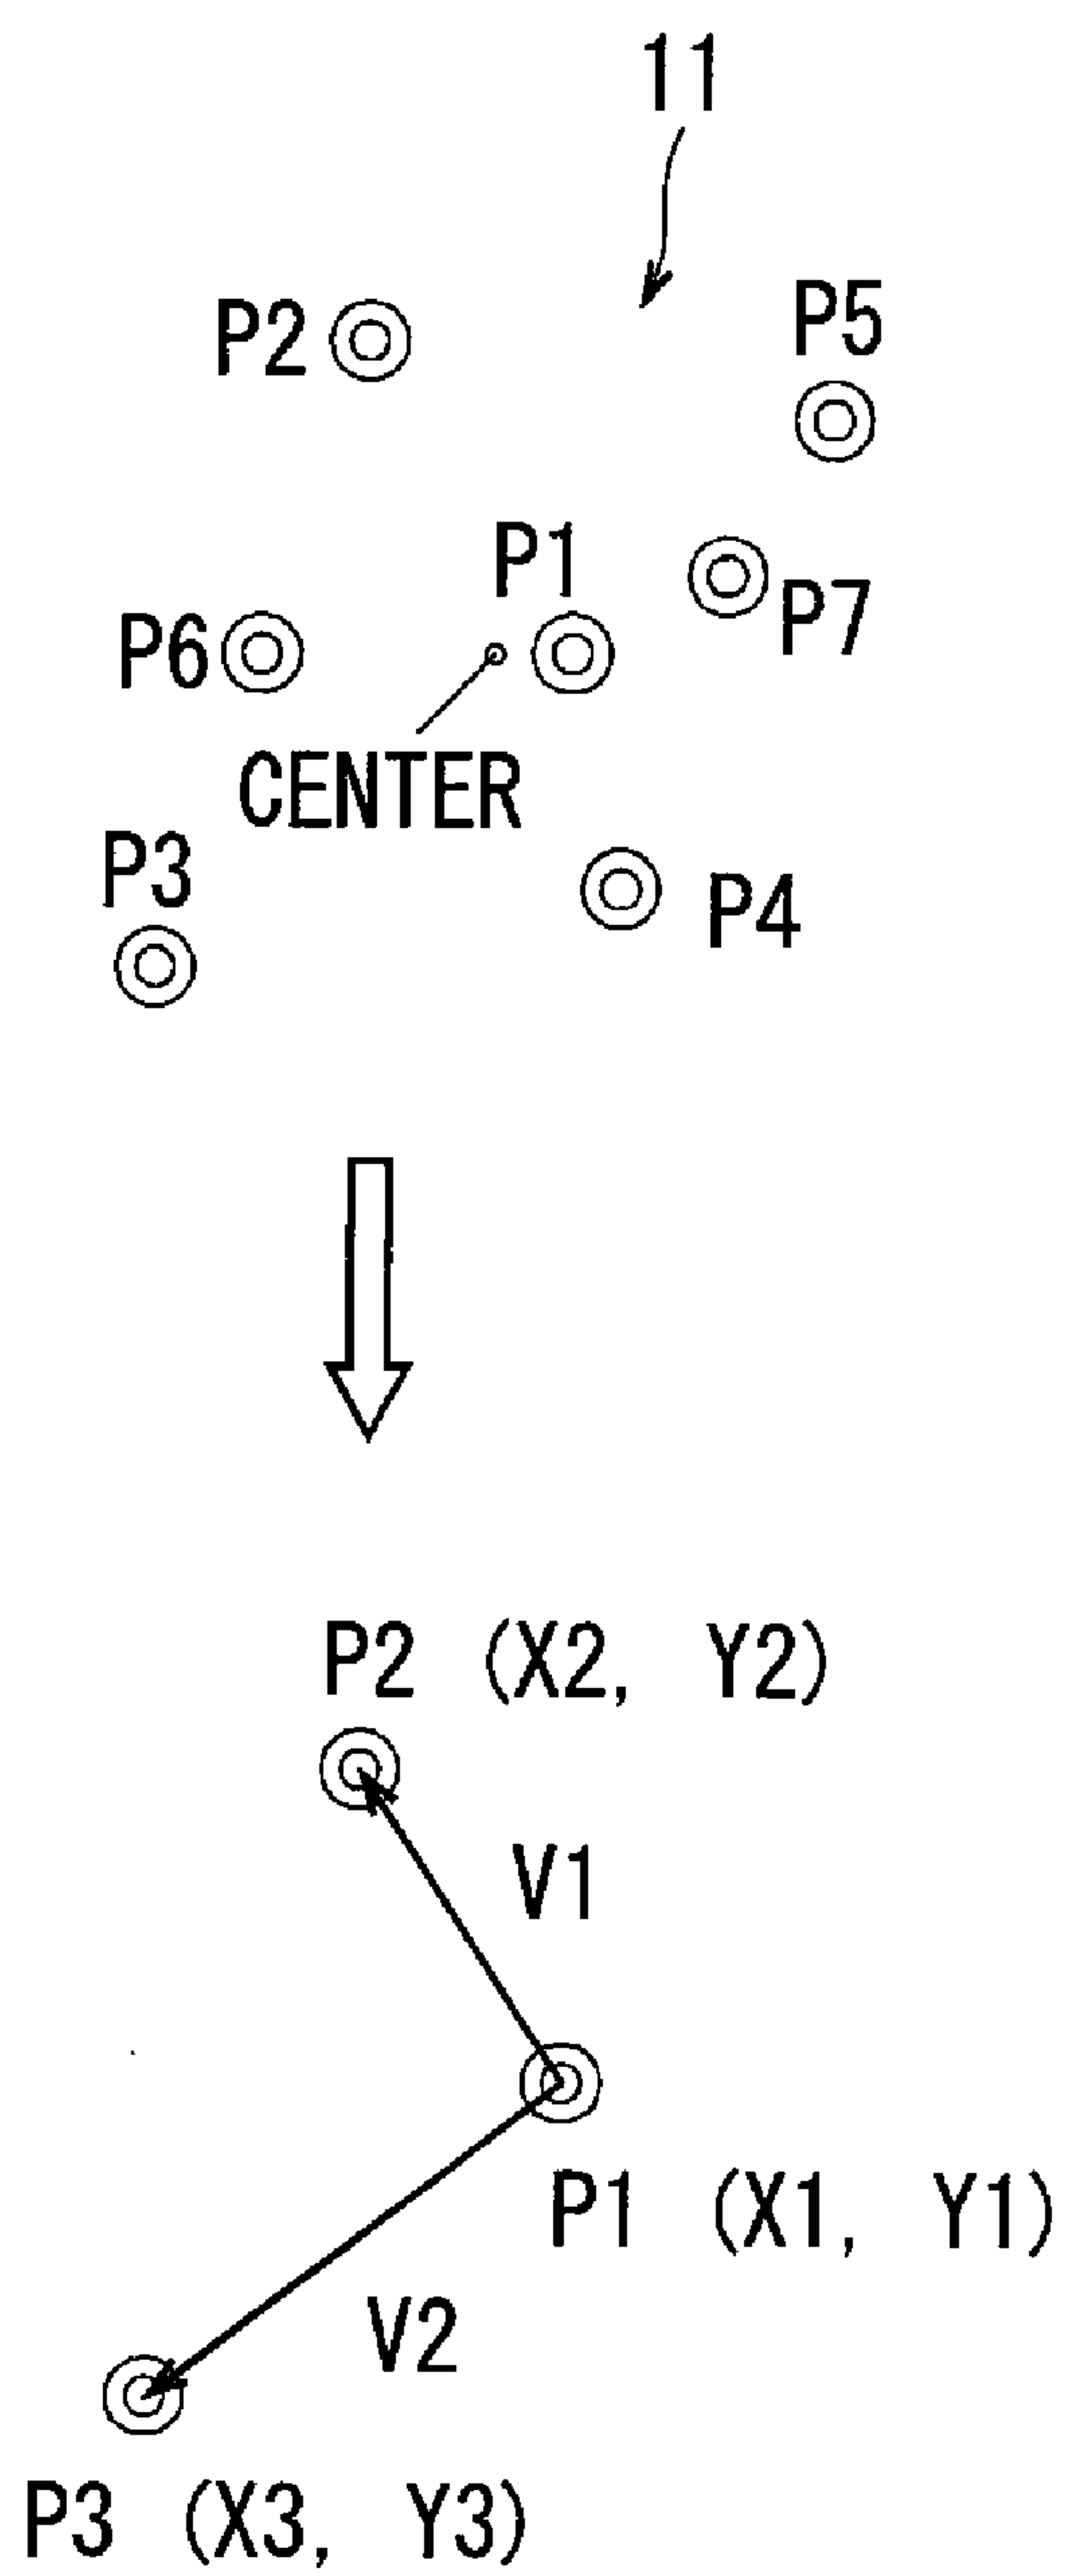 11
P2
P5
P1
P7
P6
CENTER
P3
P4
P2 (X2, Y2)
V1
P1 (X1, Y1)
V2
P3 (X3, Y3)